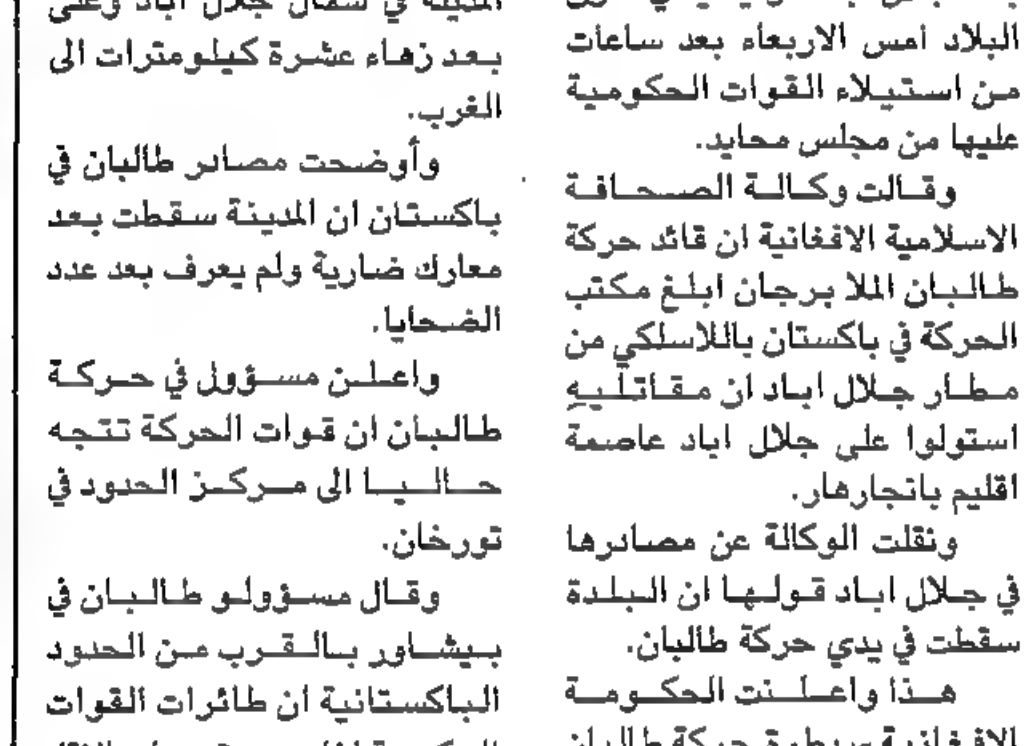 البلاد امس الاربعاء بعد ساعات
من استيلاء القوات الحكومية
عليها من مجلس محايد.
وقالت وكالة الصحافة
الاسلامية الافغانية ان قائد حركة
طالبان الملا برجان ابلغ مكتب
الحركة في باكستان باللاسلكي من
مطار جلال اباد ان مقاتليه
استولوا على جلال اباد عاصمة
اقليم بانجارهار.
ونقلت الوكالة عن مصادرها
في جلال اباد قولها ان البلدة
سقطت في يدي حركة طالبان.
هذا واعلنت الحكومة
الافغانية سيطرة حركة طالبان
المدينة في شمال جلال اباد وعلى
بعد زهاء عشرة كيلومترات الى
الغرب.
وأوضحت مصادر طالبان في
باكستان ان المدينة سقطت بعد
معارك ضارية ولم يعرف بعد عدد
الضحايا.
واعلن مسؤول في حركة
طالبان ان قوات الحركة تتجه
حاليا الى مركز الحدود في
تورخان.
وقال مسؤولو طالبان في
بيشاور بالقرب من الحدود
الباكستانية ان طائرات القوات